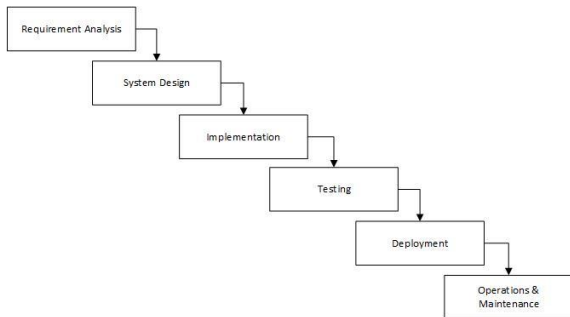 Requirement Analysis
System Design
Implementation
Testing
Deployment
Operations &
Maintenance